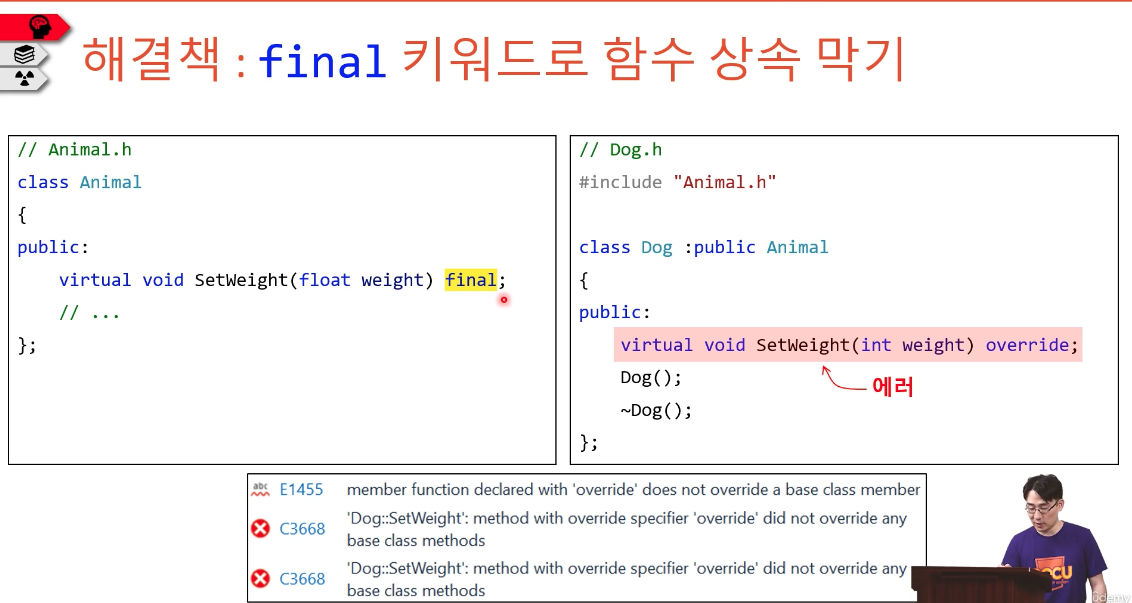 해결책 : final 키워드로 함수 상속 막기
// Animal.h
class Animal
{
public:
virtual void SetWeight(float weight) final;
// ...
};
// Dog.h
#include "Animal.h"
class Dog :public Animal
{
public:
virtual void SetWeight(int weight) override;
Dog();
에러
~Dog();
};
abc E1455 member function declared with 'override' does not override a base class member
C3668 'Dog::SetWeight': method with override specifier 'override' did not override any
base class methods
C3668 'Dog::SetWeight': method with override specifier 'override' did not override any
base class methods
OCU
Udemy